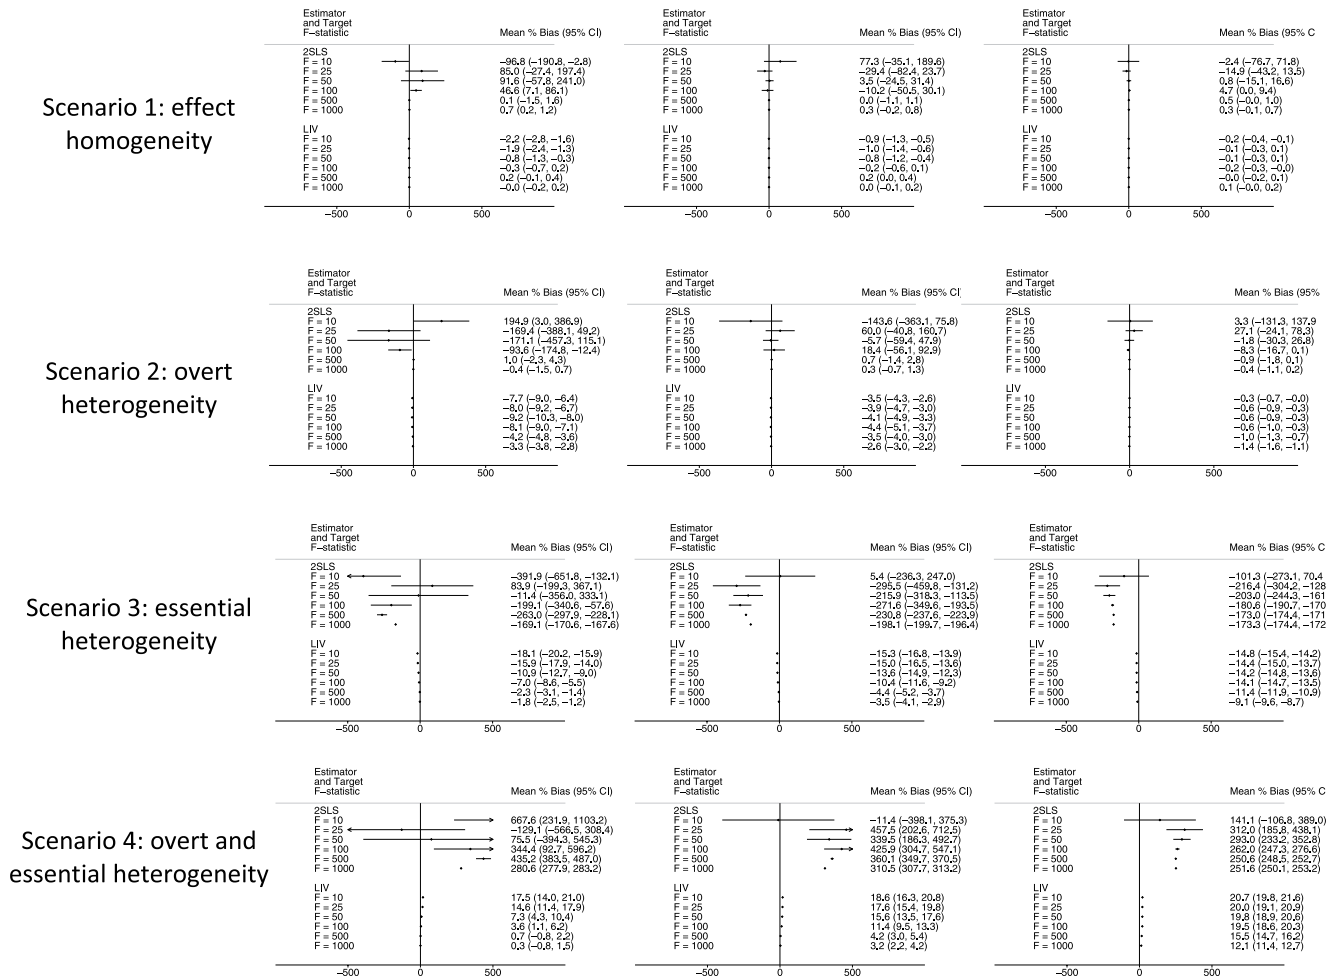 Scenario 1: effect
homogeneity
Estimator
and Target
F−statistic Mean % Bias (95% CI)
2SLS
F = 10 −96.8 (−190.8, −2.8)
F = 25 85.0 (−27.4, 197.4)
F = 50 91.6 (−57.8, 241.0)
F = 100 46.6 (7.1, 86.1)
F = 500 0.1 (−1.5, 1.6)
F = 1000 0.7 (0.2, 1.2)
LIV
F = 10 −2.2 (−2.8, −1.6)
F = 25 −1.9 (−2.4, −1.3)
F = 50 −0.8 (−1.3, −0.3)
F = 100 −0.3 (−0.7, 0.2)
F = 500 0.2 (−0.1, 0.4)
F = 1000 −0.0 (−0.2, 0.2)
−500 0 500
Estimator
and Target
F−statistic Mean % Bias (95% CI)
2SLS
F = 10 77.3 (−35.1, 189.6)
F = 25 −29.4 (−82.4, 23.7)
F = 50 3.5 (−24.5, 31.4)
F = 100 −10.2 (−50.5, 30.1)
F = 500 0.0 (−1.1, 1.1)
F = 1000 0.3 (−0.2, 0.8)
LIV
F = 10 −0.9 (−1.3, −0.5)
F = 25 −1.0 (−1.4, −0.6)
F = 50 −0.8 (−1.2, −0.4)
F = 100 −0.2 (−0.6, 0.1)
F = 500 0.2 (0.0, 0.4)
F = 1000 0.0 (−0.1, 0.2)
−500 0 500
Estimator
and Target
F−statistic Mean % Bias (95% C
2SLS
F = 10 −2.4 (−76.7, 71.8)
F = 25 −14.9 (−43.2, 13.5)
F = 50 0.8 (−15.1, 16.6)
F = 100 4.7 (0.0, 9.4)
F = 500 0.5 (−0.0, 1.0)
F = 1000 0.3 (−0.1, 0.7)
LIV
F = 10 −0.2 (−0.4, −0.1)
F = 25 −0.1 (−0.3, 0.1)
F = 50 −0.1 (−0.3, 0.1)
F = 100 −0.2 (−0.3, −0.0)
F = 500 −0.0 (−0.2, 0.1)
F = 1000 0.1 (−0.0, 0.2)
−500 0 500
Scenario 2: overt
heterogeneity
Estimator
and Target
F−statistic Mean % Bias (95% CI)
2SLS
F = 10 194.9 (3.0, 386.9)
F = 25 −169.4 (−388.1, 49.2)
F = 50 −171.1 (−457.3, 115.1)
F = 100 −93.6 (−174.8, −12.4)
F = 500 1.0 (−2.3, 4.3)
F = 1000 −0.4 (−1.5, 0.7)
LIV
F = 10 −7.7 (−9.0, −6.4)
F = 25 −8.0 (−9.2, −6.7)
F = 50 −9.2 (−10.3, −8.0)
F = 100 −8.1 (−9.0, −7.1)
F = 500 −4.2 (−4.8, −3.6)
F = 1000 −3.3 (−3.8, −2.8)
−500 0 500
Estimator
and Target
F−statistic Mean % Bias (95% CI)
2SLS
F = 10 −143.6 (−363.1, 75.8)
F = 25 60.0 (−40.8, 160.7)
F = 50 −5.7 (−59.4, 47.9)
F = 100 18.4 (−56.1, 92.9)
F = 500 0.7 (−1.4, 2.8)
F = 1000 0.3 (−0.7, 1.3)
LIV
F = 10 −3.5 (−4.3, −2.6)
F = 25 −3.9 (−4.7, −3.0)
F = 50 −4.1 (−4.9, −3.3)
F = 100 −4.4 (−5.1, −3.7)
F = 500 −3.5 (−4.0, −3.0)
F = 1000 −2.6 (−3.0, −2.2)
−500 0 500
Estimator
and Target
F−statistic Mean % Bias (95%
2SLS
F = 10 3.3 (−131.3, 137.9
F = 25 27.1 (−24.1, 78.3)
F = 50 −1.8 (−30.3, 26.8)
F = 100 −8.3 (−16.7, 0.1)
F = 500 −0.9 (−1.8, 0.1)
F = 1000 −0.4 (−1.1, 0.2)
LIV
F = 10 −0.3 (−0.7, −0.0)
F = 25 −0.6 (−0.9, −0.3)
F = 50 −0.6 (−0.9, −0.3)
F = 100 −0.6 (−1.0, −0.3)
F = 500 −1.0 (−1.3, −0.7)
F = 1000 −1.4 (−1.6, −1.1)
−500 0 500
Scenario 3: essential
heterogeneity
Estimator
and Target
F−statistic Mean % Bias (95% CI)
2SLS
F = 10 −391.9 (−651.8, −132.1)
F = 25 83.9 (−199.3, 367.1)
F = 50 −11.4 (−356.0, 333.1)
F = 100 −199.1 (−340.6, −57.6)
F = 500 −263.0 (−297.9, −228.1)
F = 1000 −169.1 (−170.6, −167.6)
LIV
F = 10 −18.1 (−20.2, −15.9)
F = 25 −15.9 (−17.9, −14.0)
F = 50 −10.9 (−12.7, −9.0)
F = 100 −7.0 (−8.6, −5.5)
F = 500 −2.3 (−3.1, −1.4)
F = 1000 −1.8 (−2.5, −1.2)
−500 0 500
Estimator
and Target
F−statistic Mean % Bias (95% CI)
2SLS
F = 10 5.4 (−236.3, 247.0)
F = 25 −295.5 (−459.8, −131.2)
F = 50 −215.9 (−318.3, −113.5)
F = 100 −271.6 (−349.6, −193.5)
F = 500 −230.8 (−237.6, −223.9)
F = 1000 −198.1 (−199.7, −196.4)
LIV
F = 10 −15.3 (−16.8, −13.9)
F = 25 −15.0 (−16.5, −13.6)
F = 50 −13.6 (−14.9, −12.3)
F = 100 −10.4 (−11.6, −9.2)
F = 500 −4.4 (−5.2, −3.7)
F = 1000 −3.5 (−4.1, −2.9)
−500 0 500
Estimator
and Target
F−statistic Mean % Bias (95% C
2SLS
F = 10 −101.3 (−273.1, 70.4
F = 25 −216.4 (−304.2, −128
F = 50 −203.0 (−244.3, −161
F = 100 −180.6 (−190.7, −170
F = 500 −173.0 (−174.4, −171
F = 1000 −173.3 (−174.4, −172
LIV
F = 10 −14.8 (−15.4, −14.2)
F = 25 −14.4 (−15.0, −13.7)
F = 50 −14.2 (−14.8, −13.6)
F = 100 −14.1 (−14.7, −13.5)
F = 500 −11.4 (−11.9, −10.9)
F = 1000 −9.1 (−9.6, −8.7)
−500 0 500
Scenario 4: overt and
essential heterogeneity
Estimator
and Target
F−statistic Mean % Bias (95% CI)
2SLS
F = 10 667.6 (231.9, 1103.2)
F = 25 −129.1 (−566.5, 308.4)
F = 50 75.5 (−394.3, 545.3)
F = 100 344.4 (92.7, 596.2)
F = 500 435.2 (383.5, 487.0)
F = 1000 280.6 (277.9, 283.2)
LIV
F = 10 17.5 (14.0, 21.0)
F = 25 14.6 (11.4, 17.9)
F = 50 7.3 (4.3, 10.4)
F = 100 3.6 (1.1, 6.2)
F = 500 0.7 (−0.8, 2.2)
F = 1000 0.3 (−0.8, 1.5)
−500 0 500
Estimator
and Target
F−statistic Mean % Bias (95% CI)
2SLS
F = 10 −11.4 (−398.1, 375.3)
F = 25 457.5 (202.6, 712.5)
F = 50 339.5 (186.3, 492.7)
F = 100 425.9 (304.7, 547.1)
F = 500 360.1 (349.7, 370.5)
F = 1000 310.5 (307.7, 313.2)
LIV
F = 10 18.6 (16.3, 20.8)
F = 25 17.6 (15.4, 19.8)
F = 50 15.6 (13.5, 17.6)
F = 100 11.4 (9.5, 13.3)
F = 500 4.2 (3.0, 5.4)
F = 1000 3.2 (2.2, 4.2)
−500 0 500
Estimator
and Target
F−statistic Mean % Bias (95% C
2SLS
F = 10 141.1 (−106.8, 389.0)
F = 25 312.0 (185.8, 438.1)
F = 50 293.0 (233.2, 352.8)
F = 100 262.0 (247.3, 276.6)
F = 500 250.6 (248.5, 252.7)
F = 1000 251.6 (250.1, 253.2)
LIV
F = 10 20.7 (19.8, 21.6)
F = 25 20.0 (19.1, 20.9)
F = 50 19.8 (18.9, 20.6)
F = 100 19.5 (18.6, 20.3)
F = 500 15.5 (14.7, 16.2)
F = 1000 12.1 (11.4, 12.7)
−500 0 500